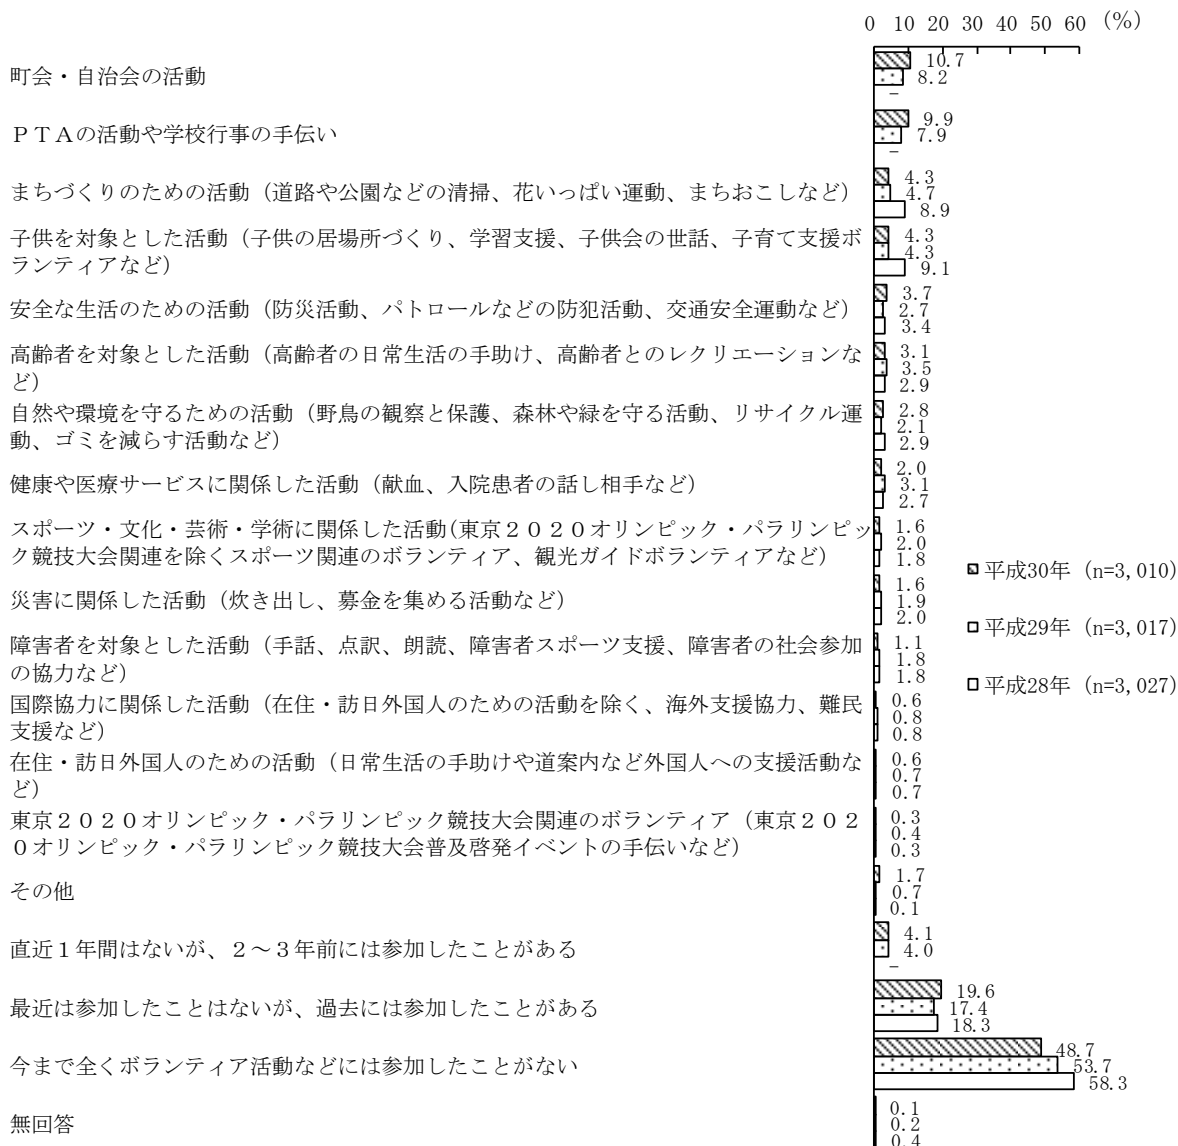 0 10 20 30 40 50 60 (%)
町会・自治会の活動
10.7
8.2
-
ＰＴＡの活動や学校行事の手伝い
9.9
7.9
-
まちづくりのための活動（道路や公園などの清掃、花いっぱい運動、まちおこしなど）
4.3
4.7
8.9
子供を対象とした活動（子供の居場所づくり、学習支援、子供会の世話、子育て支援ボ
ランティアなど）
4.3
4.3
9.1
安全な生活のための活動（防災活動、パトロールなどの防犯活動、交通安全運動など）
3.7
2.7
3.4
高齢者を対象とした活動（高齢者の日常生活の手助け、高齢者とのレクリエーションな
ど）
3.1
3.5
2.9
自然や環境を守るための活動（野鳥の観察と保護、森林や緑を守る活動、リサイクル運
動、ゴミを減らす活動など）
2.8
2.1
2.9
健康や医療サービスに関係した活動（献血、入院患者の話し相手など）
2.0
3.1
2.7
スポーツ・文化・芸術・学術に関係した活動(東京２０２０オリンピック・パラリンピッ
ク競技大会関連を除くスポーツ関連のボランティア、観光ガイドボランティアなど）
1.6
2.0
1.8
災害に関係した活動（炊き出し、募金を集める活動など）
1.6
1.9
2.0
障害者を対象とした活動（手話、点訳、朗読、障害者スポーツ支援、障害者の社会参加
の協力など）
1.1
1.8
1.8
国際協力に関係した活動（在住・訪日外国人のための活動を除く、海外支援協力、難民
支援など）
0.6
0.8
0.8
在住・訪日外国人のための活動（日常生活の手助けや道案内など外国人への支援活動な
ど）
0.6
0.7
0.7
東京２０２０オリンピック・パラリンピック競技大会関連のボランティア（東京２０２
０オリンピック・パラリンピック競技大会普及啓発イベントの手伝いなど）
0.3
0.4
0.3
その他
1.7
0.7
0.1
直近１年間はないが、２～３年前には参加したことがある
4.1
4.0
-
最近は参加したことはないが、過去には参加したことがある
19.6
17.4
18.3
今まで全くボランティア活動などには参加したことがない
48.7
53.7
58.3
無回答
0.1
0.2
0.4
平成30年 (n=3,010)
平成29年 (n=3,017)
平成28年 (n=3,027)